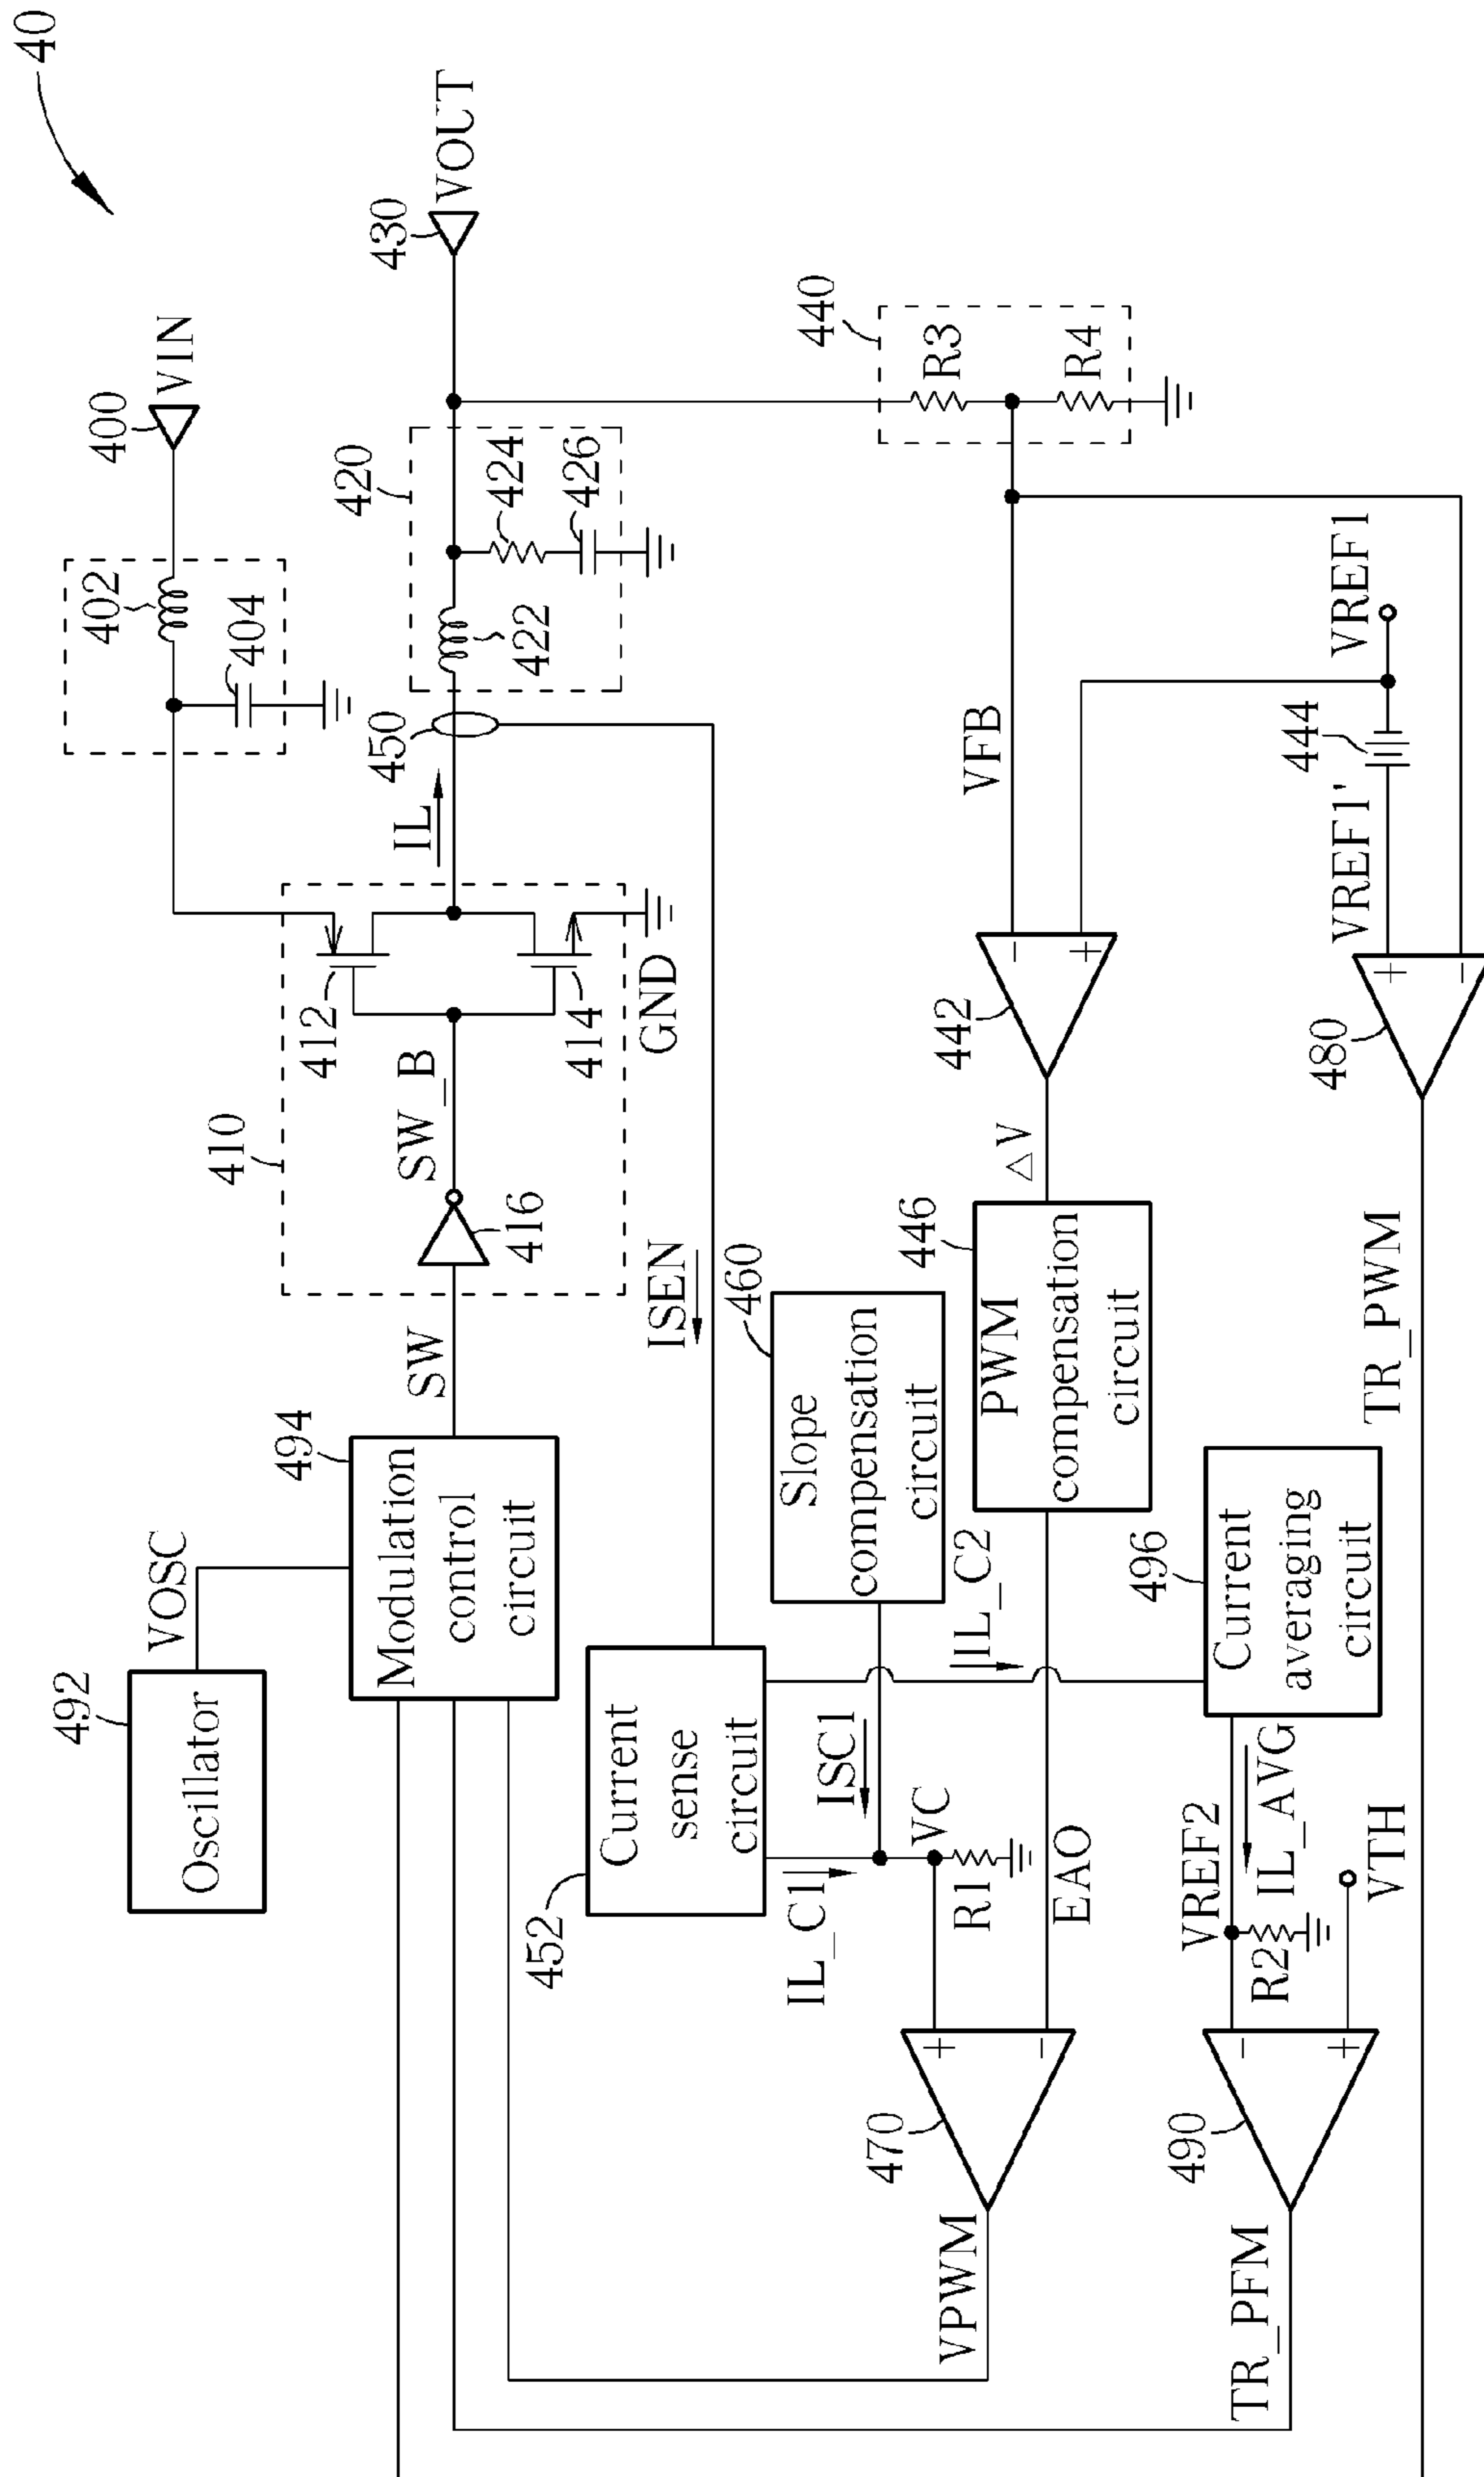 40
400
VIN
402
404
430
VOUT
420
424
426
422
450
IL
440
R3
R4
410
412
414
GND
SW_B
416
SW
494
Modulation
control
circuit
VOSC
492
Oscillator
ISEN
460
Slope
compensation
circuit
452
Current
sense
circuit
IL_C1
ISC1
VC
R1
IL_C2
VFB
442
△V
446
PWM
compensation
circuit
EAO
VREF1
444
VREF1'
480
TR_PWM
496
Current
averaging
circuit
VREF2
IL_AVG
R2
VTH
470
VPWM
490
TR_PFM
+
−
−
+
−
+
+
−